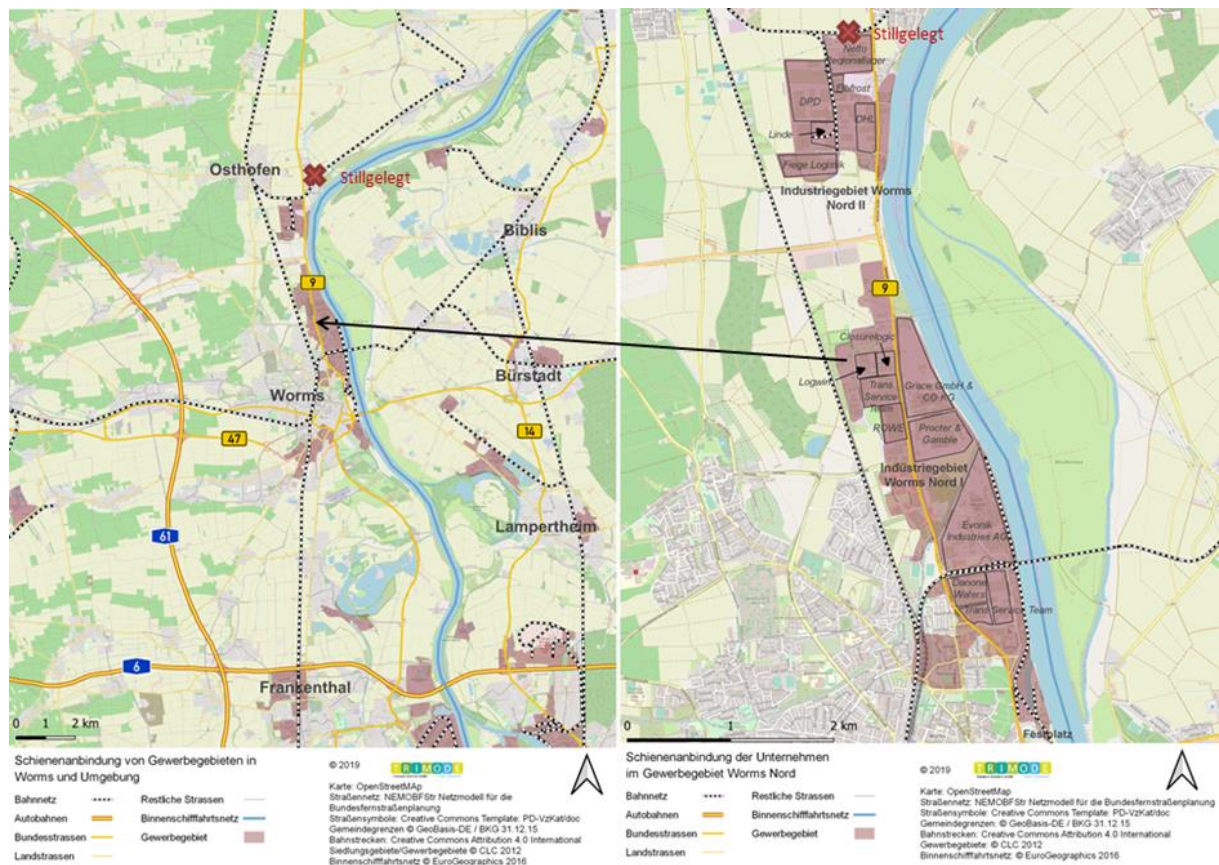 Osthofen
Stillgelegt
Biblis
9
Bürstadt
Worms
47
14
61
Lampertheim
6
Frankenthal
0 1 2 km
Schienenanbindung von Gewerbegebieten in
Worms und Umgebung
Bahnnetz
Autobahnen
Bundesstrassen
Landstrassen
Restliche Strassen
Binnenschifffahrtsnetz
Gewerbegebiet
© 2019
TRIMODE
Karte: OpenStreetMAp
Straßennetz: NEMOBFStr Netzmodell für die
Bundesfernstraßenplanung
Straßensymbole: Creative Commons Template: PD-VzKat/doc
Gemeindegrenzen: © GeoBasis-DE / BKG 31.12.15
Bahnstrecken: Creative Commons Attribution 4.0 International
Siedlungsgebiete/Gewerbegebiete © CLC 2012
Binnenschifffahrtsnetz © EuroGeographics 2016
Stillgelegt
Netto
Regionallager
DPD
DHL
Linde
Fiege Logistik
Industriegebiet Worms
Nord II
9
Closurelogic
Logwin
Trans
Service
Team
Grace GmbH &
CO KG
ROWE
Procter &
Gamble
Industriegebiet
Worms Nord I
Evonik
Industries AG
Danone
Waters
Trans Service Team
Festplatz
0 1 2 km
Schienenanbindung der Unternehmen
im Gewerbegebiet Worms Nord
Bahnnetz
Autobahnen
Bundesstrassen
Landstrassen
Restliche Strassen
Binnenschifffahrtsnetz
Gewerbegebiet
© 2019
TRIMODE
Karte: OpenStreetMap
Straßennetz: NEMOBFStr Netzmodell für die Bundesfernstraßenplanung
Straßensymbole: Creative Commons Template: PD-VzKat/doc
Gemeindegrenzen: © GeoBasis-DE / BKG 31.12.15
Bahnstrecken: Creative Commons Attribution 4.0 International
Gewerbegebiete: © CLC 2012
Binnenschifffahrtsnetz: © EuroGeographics 2016